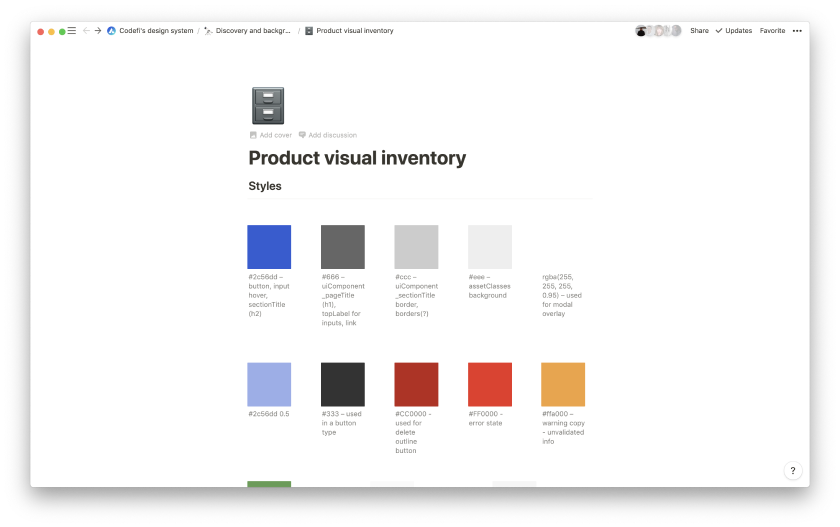 Codefi's design system / Discovery and backgr... / Product visual inventory
Share Updates Favorite
Add cover Add discussion
Product visual inventory
Styles
#2c56dd –
button, input
hover,
sectionTitle
(h2)
#666 –
uiComponent
_pageTitle
(h1),
topLabel for
inputs, link
#ccc –
uiComponent
_sectionTitle
border,
borders(?)
#eee –
assetClasses
background
rgba(255,
255, 255,
0.95) – used
for modal
overlay
#2c56dd 0.5
#333 – used
in a button
type
#CC0000 -
used for
delete
outline
button
#FF0000 -
error state
#ffa000 –
warning copy
- unvalidated
info
?